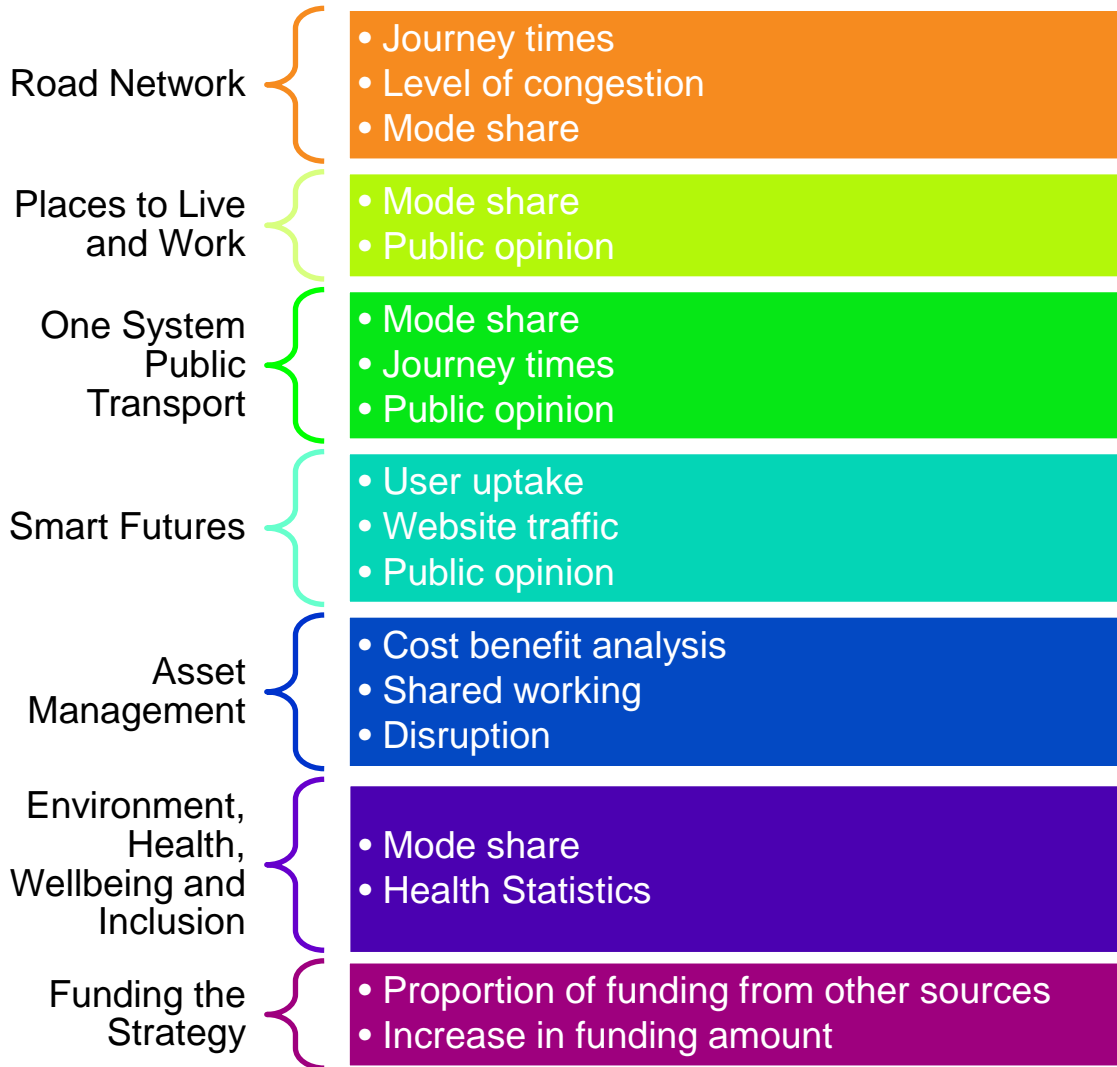 Road Network
• Journey times
• Level of congestion
• Mode share
Places to Live
and Work
• Mode share
• Public opinion
One System
Public
Transport
• Mode share
• Journey times
• Public opinion
Smart Futures
• User uptake
• Website traffic
• Public opinion
Asset
Management
• Cost benefit analysis
• Shared working
• Disruption
Environment,
Health,
Wellbeing and
Inclusion
• Mode share
• Health Statistics
Funding the
Strategy
• Proportion of funding from other sources
• Increase in funding amount